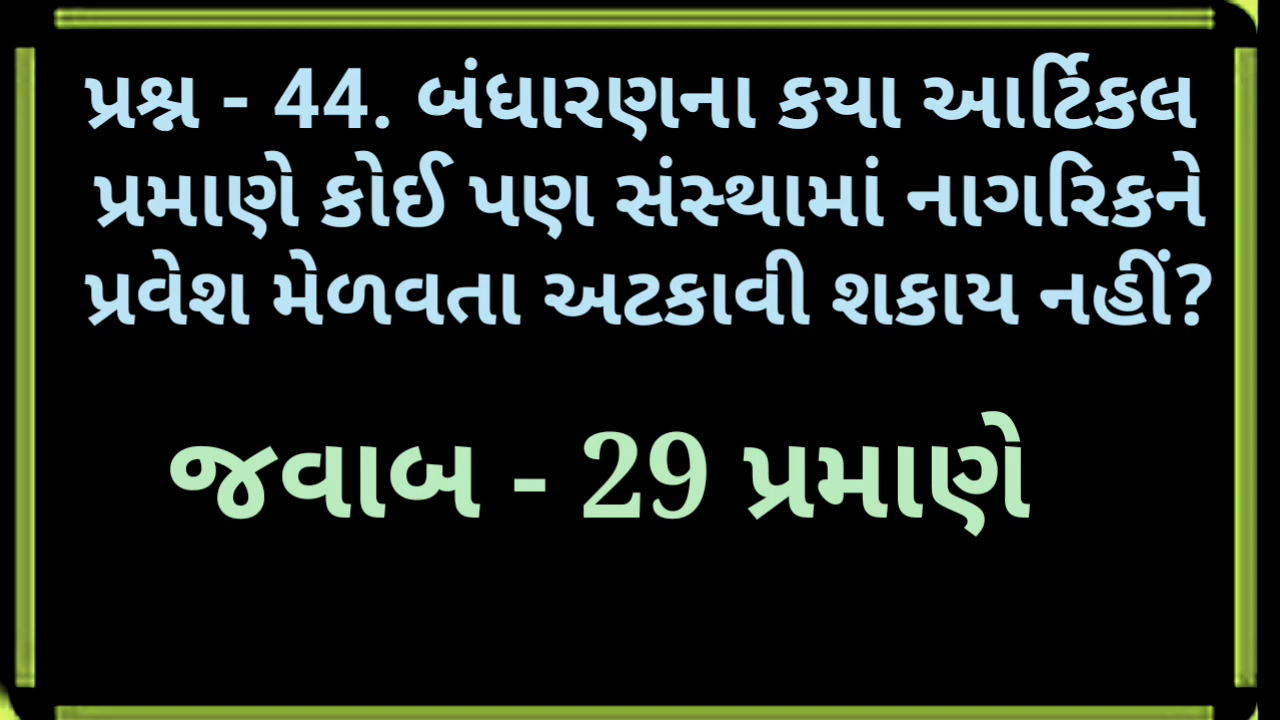 પ્રશ્ન - 44. બંધારણના કયા આર્ટિકલ
પ્રમાણે કોઈ પણ સંસ્થામાં નાગરિકને
પ્રવેશ મેળવતા અટકાવી શકાય નહીં?
જવાબ - 29 પ્રમાણે